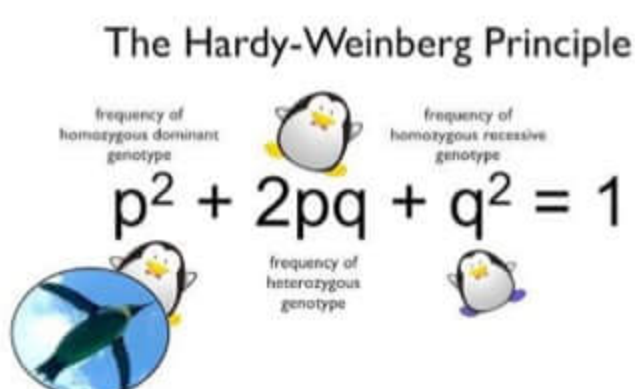 The Hardy-Weinberg Principle
frequency of
homozygous dominant
genotype
frequency of
homozygous recessive
genotype
p² + 2pq + q² = 1
frequency of
heterozygous
genotype